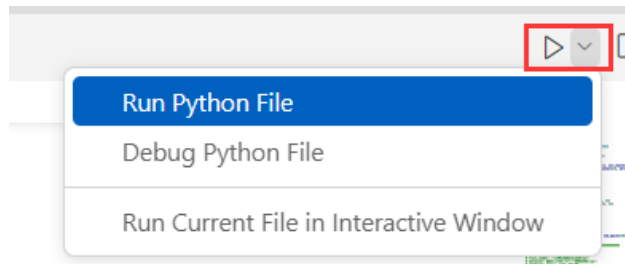 Run Python File
Debug Python File
Run Current File in Interactive Window